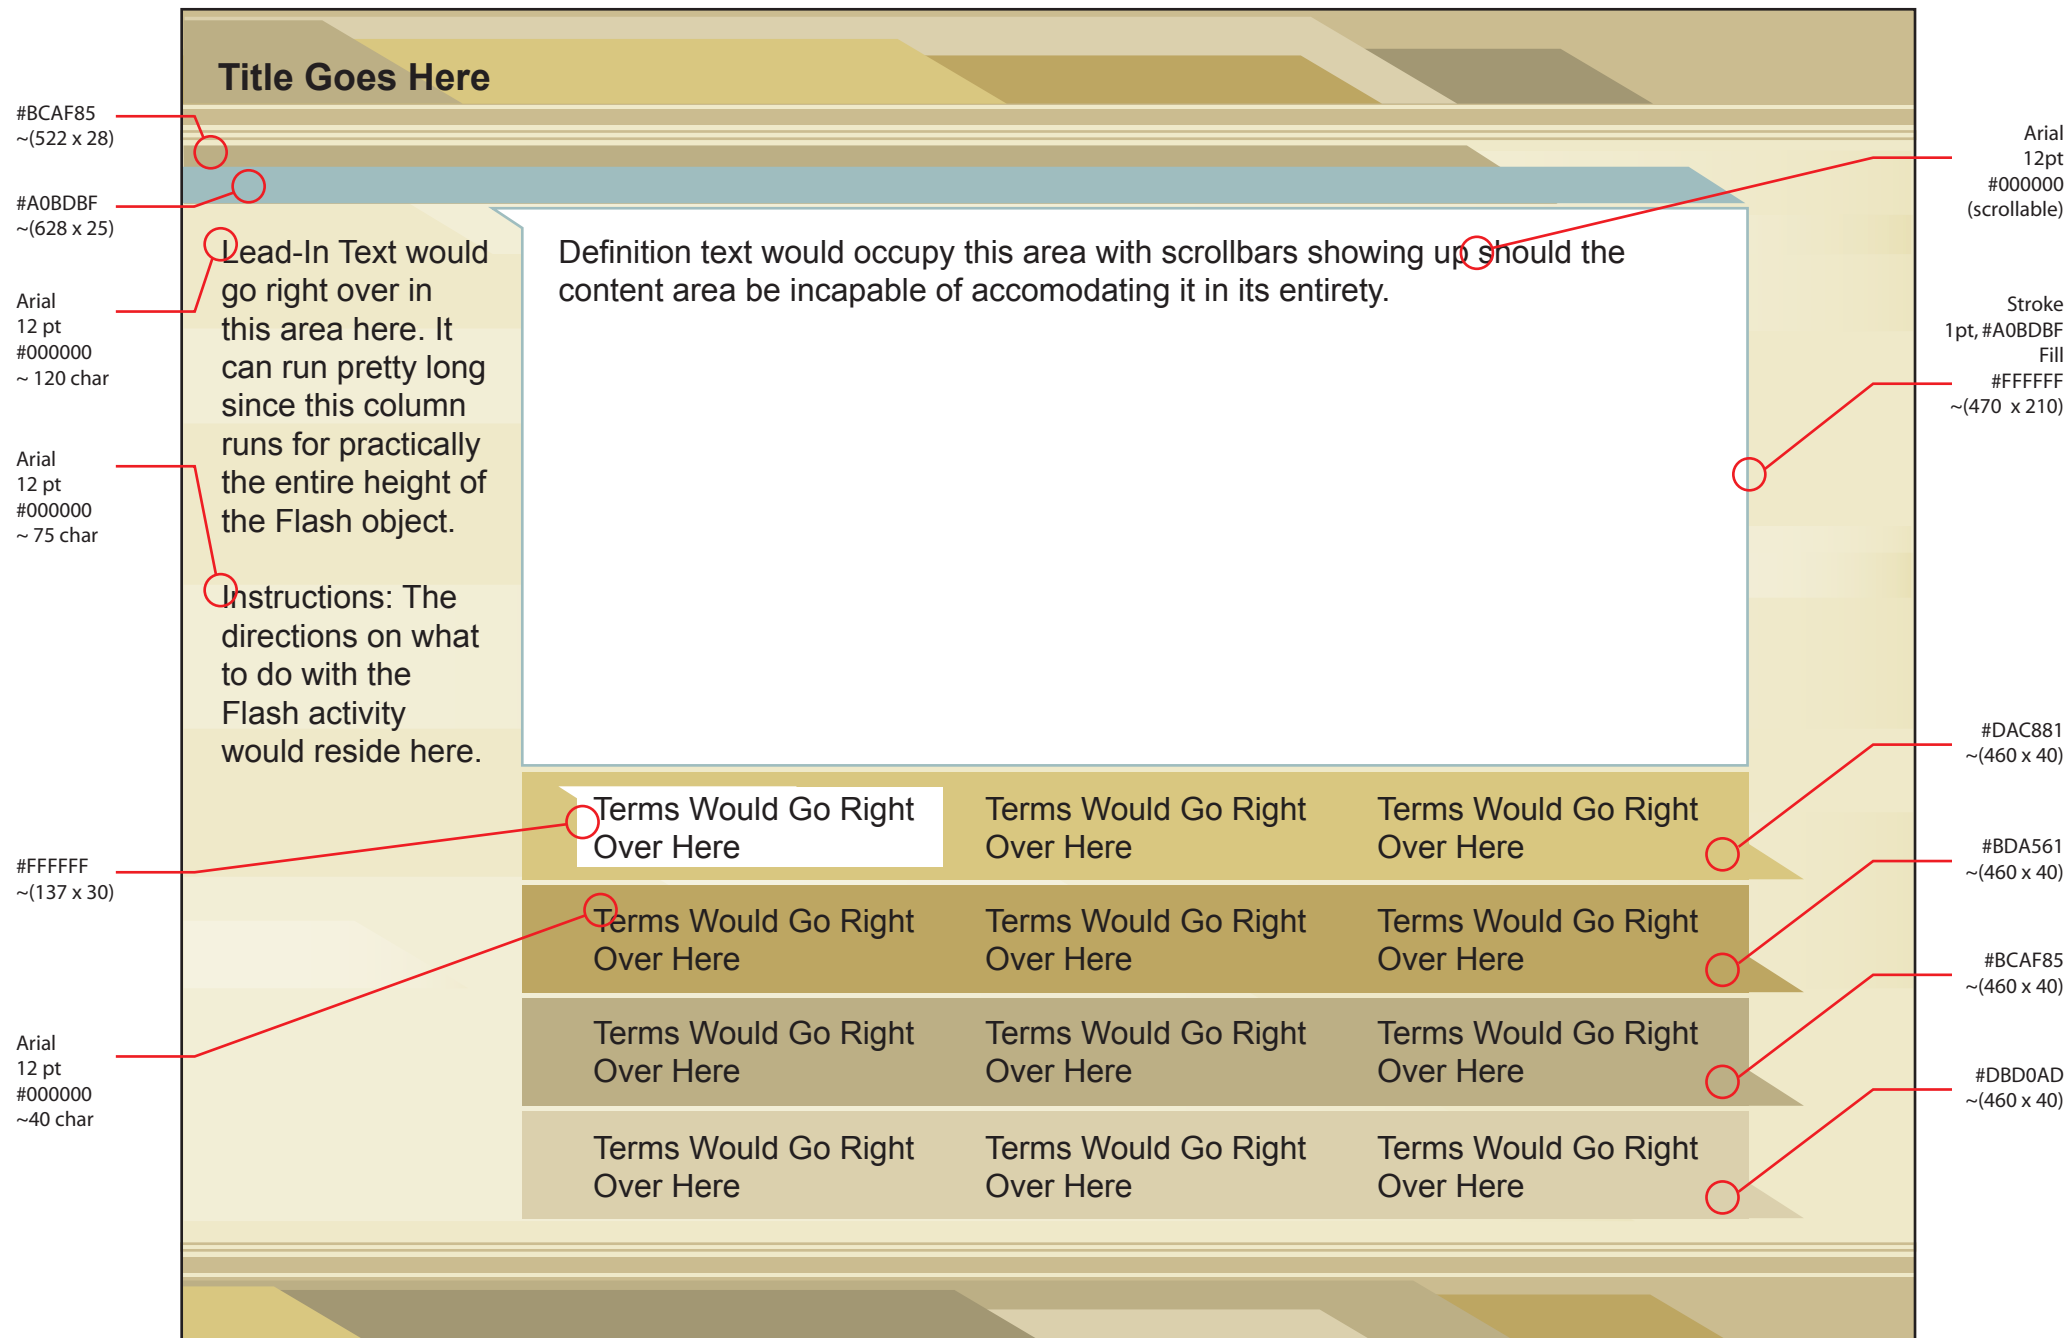 Title Goes Here
#BCAF85
~(522 x 28)
#A0BDBF
~(628 x 25)
Arial
12 pt
#000000
~ 120 char
Arial
12 pt
#000000
~ 75 char
#FFFFFF
~(137 x 30)
Arial
12 pt
#000000
~40 char
Lead-In Text would
go right over in
this area here. It
can run pretty long
since this column
runs for practically
the entire height of
the Flash object.
Instructions: The
directions on what
to do with the
Flash activity
would reside here.
Definition text would occupy this area with scrollbars showing up should the
content area be incapable of accomodating it in its entirety.
Terms Would Go Right
Over Here
Terms Would Go Right
Over Here
Terms Would Go Right
Over Here
Terms Would Go Right
Over Here
Terms Would Go Right
Over Here
Terms Would Go Right
Over Here
Terms Would Go Right
Over Here
Terms Would Go Right
Over Here
Terms Would Go Right
Over Here
Terms Would Go Right
Over Here
Terms Would Go Right
Over Here
Terms Would Go Right
Over Here
Arial
12pt
#000000
(scrollable)
Stroke
1pt, #A0BDBF
Fill
#FFFFFF
~(470 x 210)
#DAC881
~(460 x 40)
#BDA561
~(460 x 40)
#BCAF85
~(460 x 40)
#DBD0AD
~(460 x 40)